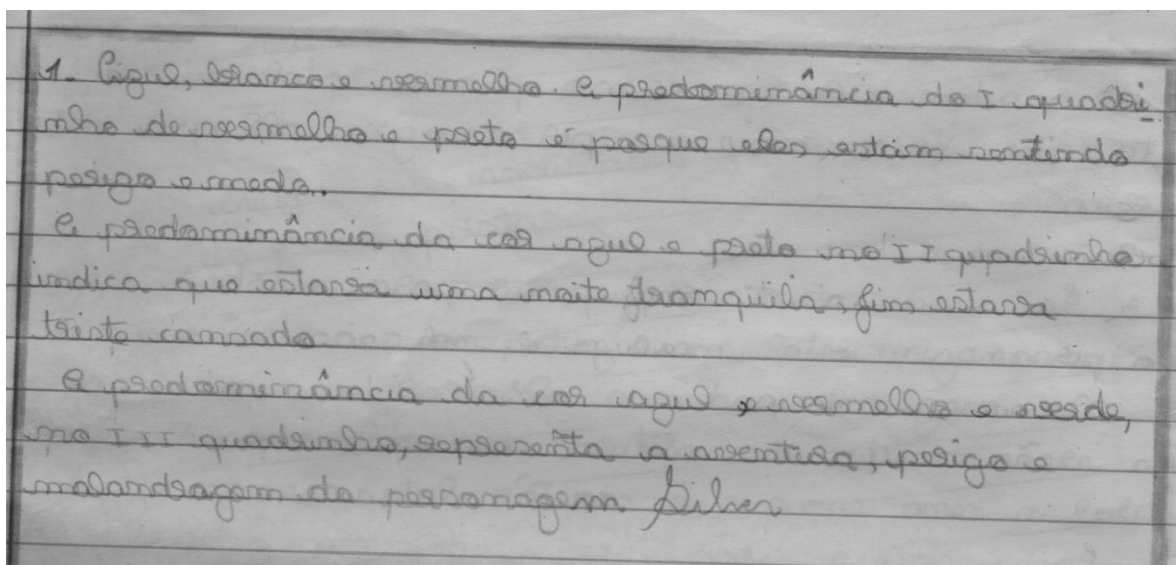 1- Azul, branco e vermelho. A predominância do I quadri
nho de vermelho e preto é porque eles estam sentindo
perigo e medo.
A predominância da cor azul e preto no II quadrinho
indica que estava uma noite tranquila, Jim estava
triste cansado
A predominância da cor azul, vermelho e verde,
no III quadrinho, representa a aventura, perigo e
malandragem do personagem Silver